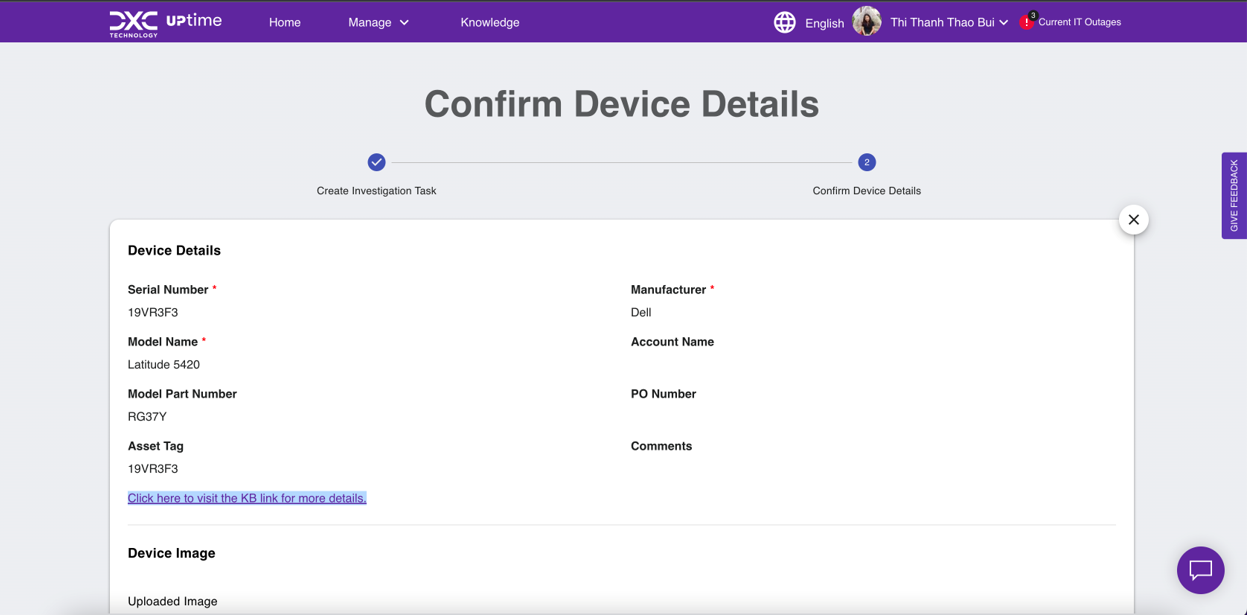 DXC TECHNOLOGY UPtime Home Manage Knowledge English Thi Thanh Thao Bui 3 ! Current IT Outages
Confirm Device Details
2
Create Investigation Task Confirm Device Details
GIVE FEEDBACK
Device Details
Serial Number * Manufacturer *
19VR3F3 Dell
Model Name * Account Name
Latitude 5420
Model Part Number PO Number
RG37Y
Asset Tag Comments
19VR3F3
Click here to visit the KB link for more details.
Device Image
Uploaded Image